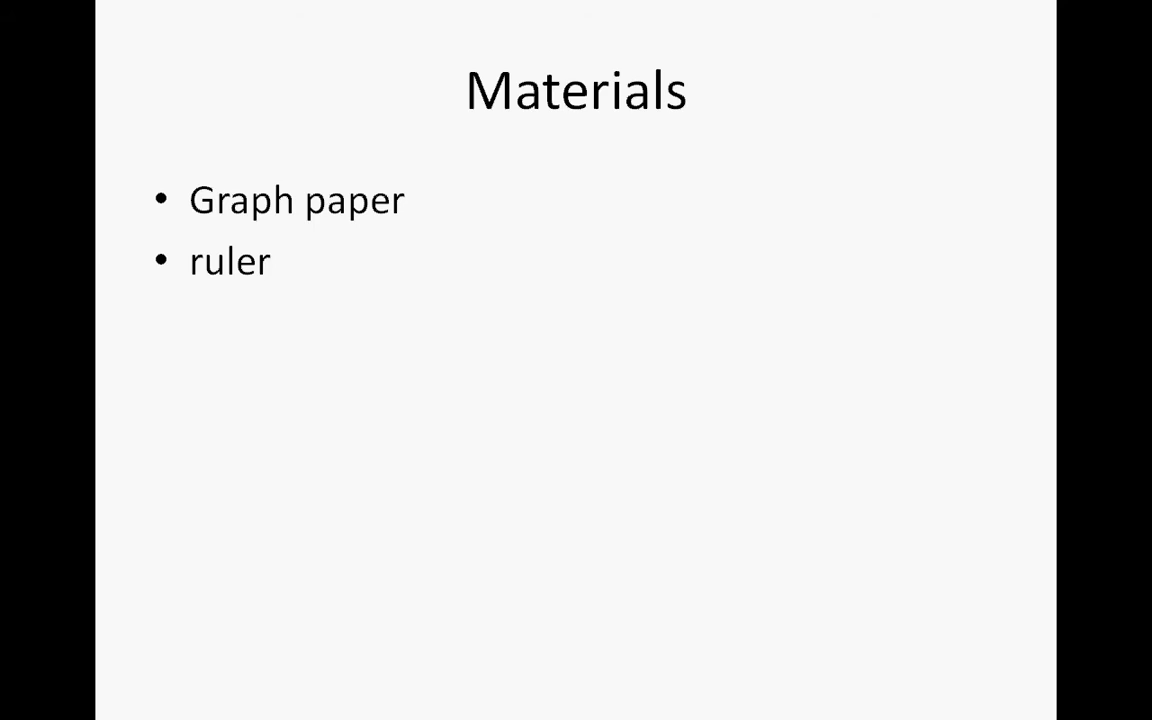 Materials
• Graph paper
• ruler